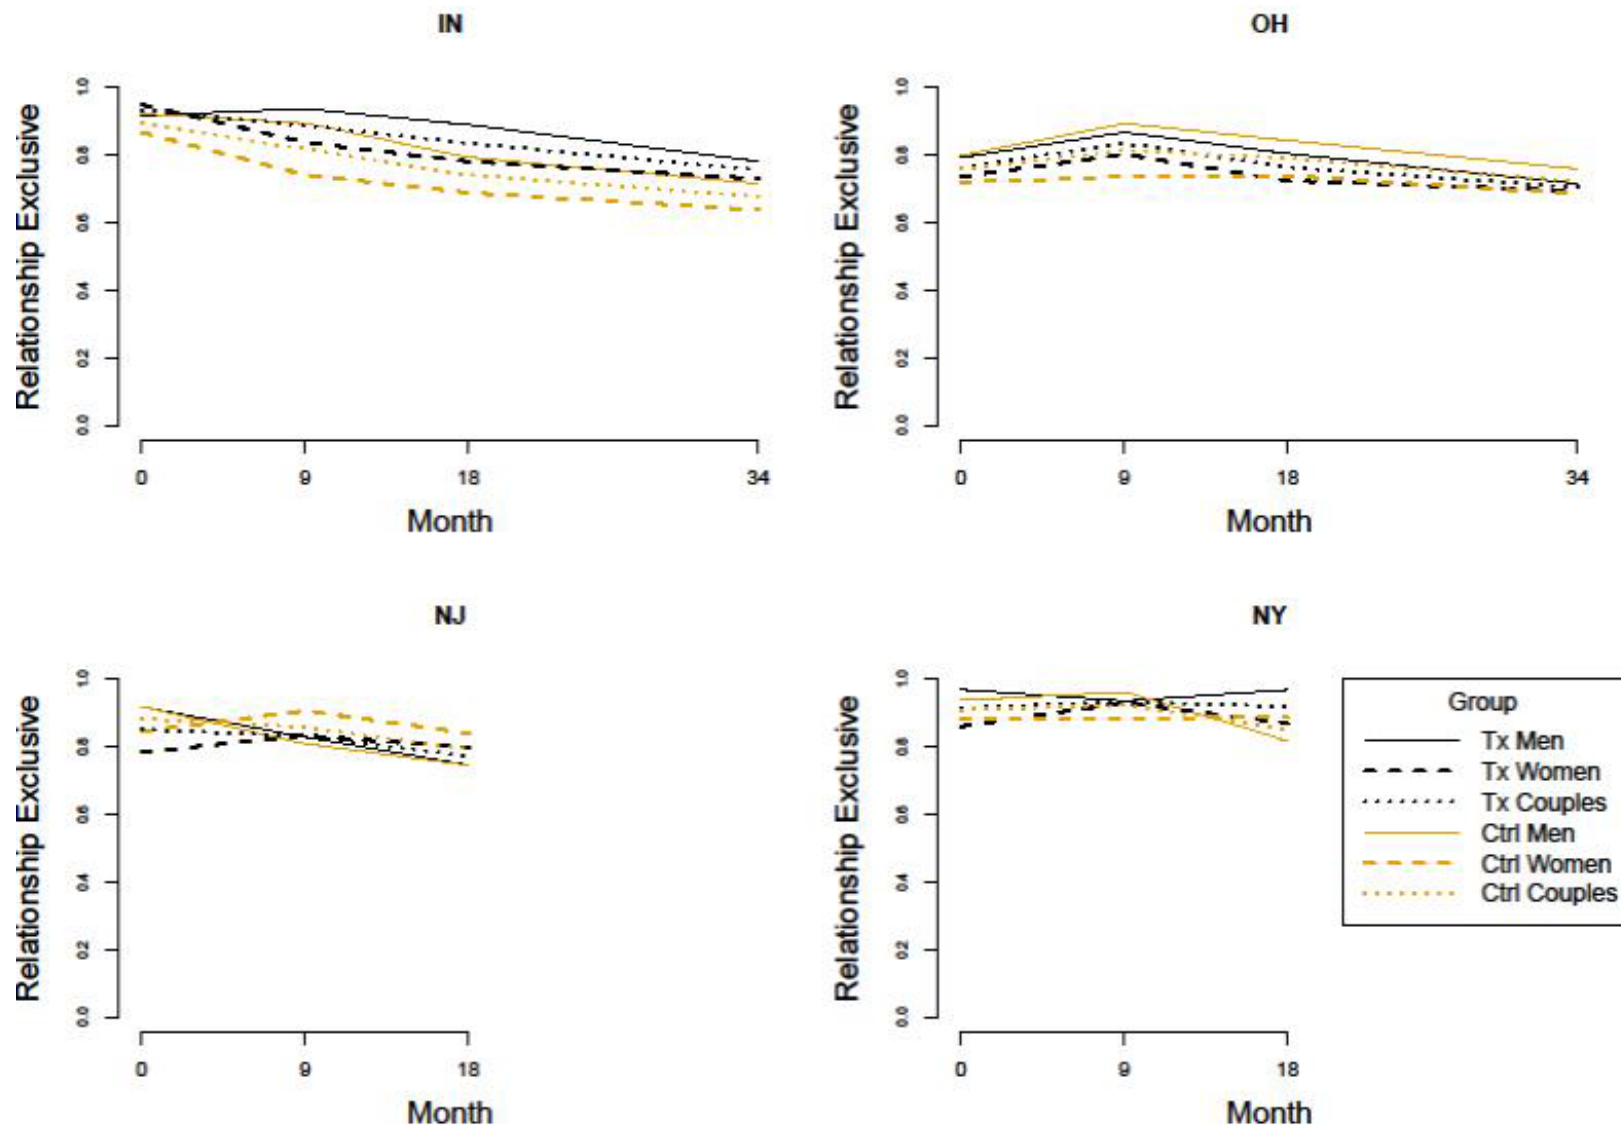 IN
Relationship Exclusive
0.0 0.2 0.4 0.6 0.8 1.0
0 9 18 34
Month
OH
Relationship Exclusive
0.0 0.2 0.4 0.6 0.8 1.0
0 9 18 34
Month
NJ
Relationship Exclusive
0.0 0.2 0.4 0.6 0.8 1.0
0 9 18
Month
NY
Relationship Exclusive
0.0 0.2 0.4 0.6 0.8 1.0
0 9 18
Month
Group
Tx Men
Tx Women
Tx Couples
Ctrl Men
Ctrl Women
Ctrl Couples